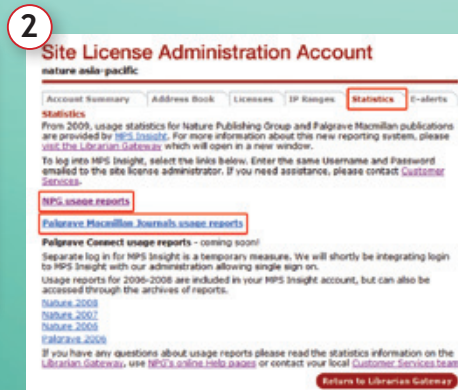 2
Site License Administration Account
nature asia-pacific
Account Summary Address Book Licenses IP Ranges Statistics E-alerts
Statistics
From 2009, usage statistics for Nature Publishing Group and Palgrave Macmillan publications
are provided by MPS Insight. For more information about this new reporting system, please
visit the Librarian Gateway which will open in a new window.
To log into MPS Insight, select the links below. Enter the same Username and Password
emailed to the site license administrator. If you need assistance, please contact Customer
Services.
NPG usage reports
Palgrave Macmillan Journals usage reports
Palgrave Connect usage reports - coming soon!
Separate log in for MPS Insight is a temporary measure. We will shortly be integrating login
to MPS Insight with our administration allowing single sign on.
Usage reports for 2006-2008 are included in your MPS Insight account, but can also be
accessed through the archives of reports.
Nature 2008
Nature 2007
Nature 2006
Palgrave 2006
If you have any questions about usage reports please read the statistics information on the
Librarian Gateway, use NPG's online Help pages or contact your local Customer Services team
Return to Librarian Gateway